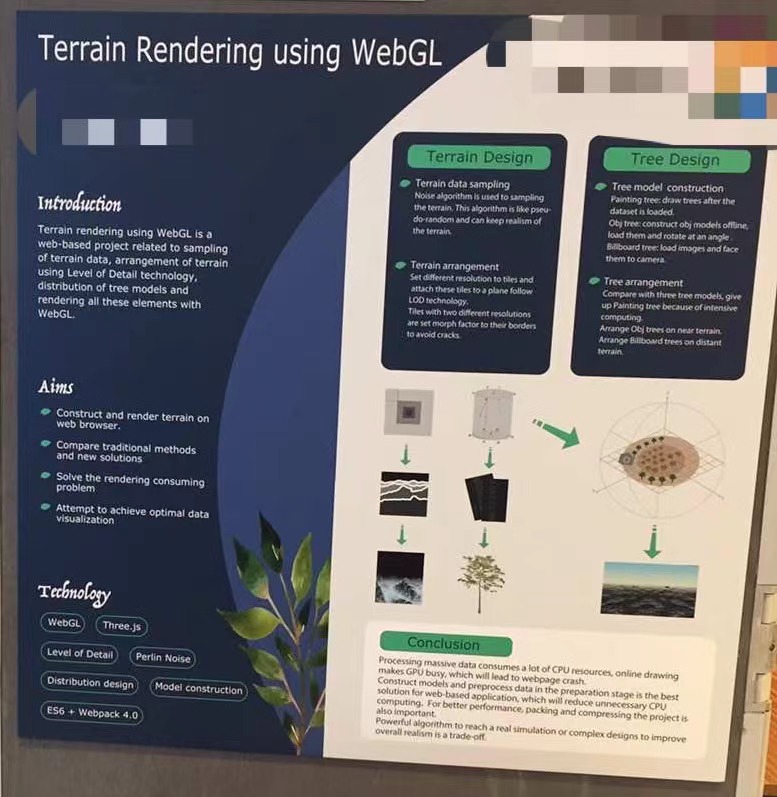 Terrain Rendering using WebGL
Introduction
Terrain rendering using WebGL is a
web-based project related to sampling
of terrain data, arrangement of terrain
using Level of Detail technology,
distribution of tree models and
rendering all these elements with
WebGL.
Aims
Construct and render terrain on
web browser.
Compare traditional methods
and new solutions
Solve the rendering consuming
problem
Attempt to achieve optimal data
visualization
Technology
WebGL
Three.js
Level of Detail
Perlin Noise
Distribution design
Model construction
ES6 + Webpack 4.0
Terrain Design
Terrain data sampling
Noise algorithm is used to sampling
the terrain. This algorithm is like pseu-
do-random and can keep realism of
the terrain.
Terrain arrangement
Set different resolution to tiles and
attach these tiles to a plane follow
LOD technology.
Tiles with two different resolutions
are set morph factor to their borders
to avoid cracks.
Tree Design
Tree model construction
Painting tree: draw trees after the
dataset is loaded.
Obj tree: construct obj models offline,
load them and rotate at an angle.
Billboard tree: load images and face
them to camera.
Tree arrangement
Compare with three tree models, give
up Painting tree because of intensive
computing.
Arrange Obj trees on near terrain.
Arrange Billboard trees on distant
terrain.
Conclusion
Processing massive data consumes a lot of CPU resources, online drawing
makes GPU busy, which will lead to webpage crash.
Construct models and preprocess data in the preparation stage is the best
solution for web-based application, which will reduce unnecessary CPU
computing. For better performance, packing and compressing the project is
also important.
Powerful algorithm to reach a real simulation or complex designs to improve
overall realism is a trade-off.